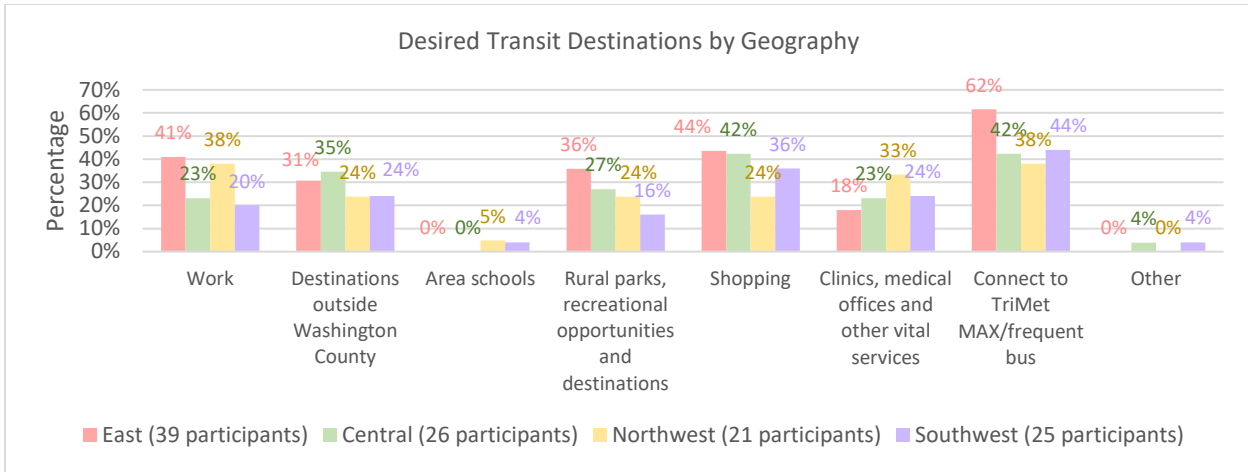 Desired Transit Destinations by Geography
Percentage
70%
60%
50%
40%
30%
20%
10%
0%
41%
23%
38%
20%
31%
35%
24%
24%
0%
0%
5%
4%
36%
27%
24%
16%
44%
42%
24%
36%
18%
23%
33%
24%
62%
42%
38%
44%
0%
4%
0%
4%
Work
Destinations
outside
Washington
County
Area schools
Rural parks,
recreational
opportunities
and
destinations
Shopping
Clinics, medical
offices and
other vital
services
Connect to
TriMet
MAX/frequent
bus
Other
East (39 participants)
Central (26 participants)
Northwest (21 participants)
Southwest (25 participants)